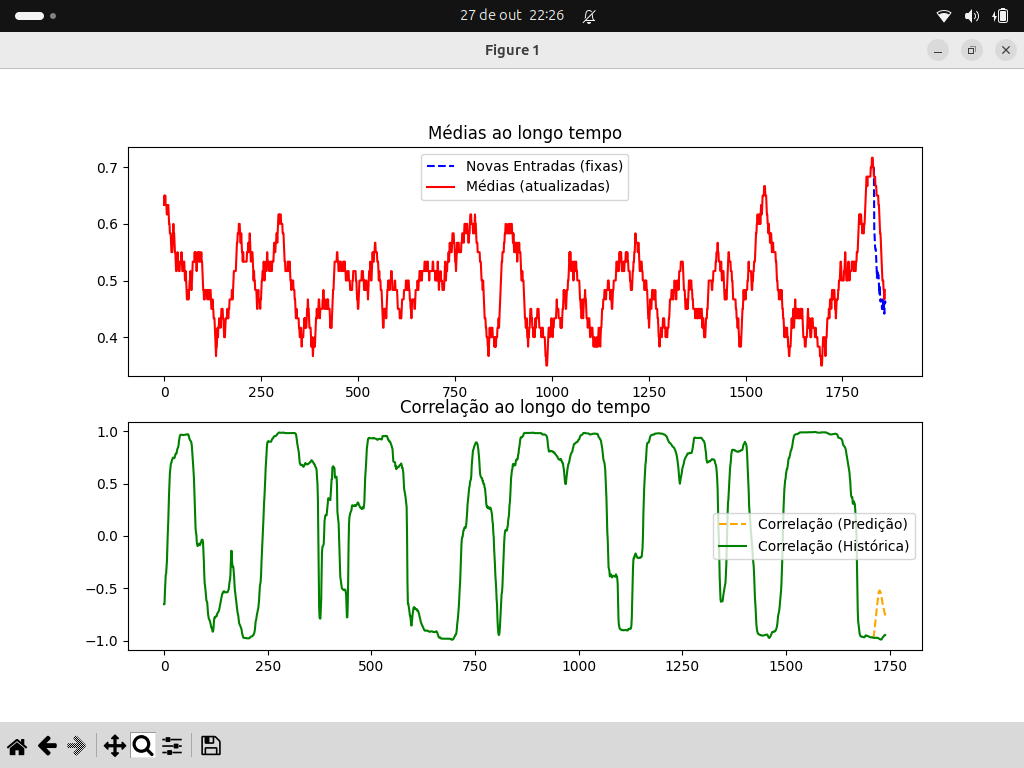 27 de out 22:26
Figure 1
Médias ao longo tempo
Novas Entradas (fixas)
Médias (atualizadas)
0.7
0.6
0.5
0.4
0 250 500 750 1000 1250 1500 1750
Correlação ao longo do tempo
1.0
0.5
0.0
−0.5
−1.0
Correlação (Predição)
Correlação (Histórica)
0 250 500 750 1000 1250 1500 1750